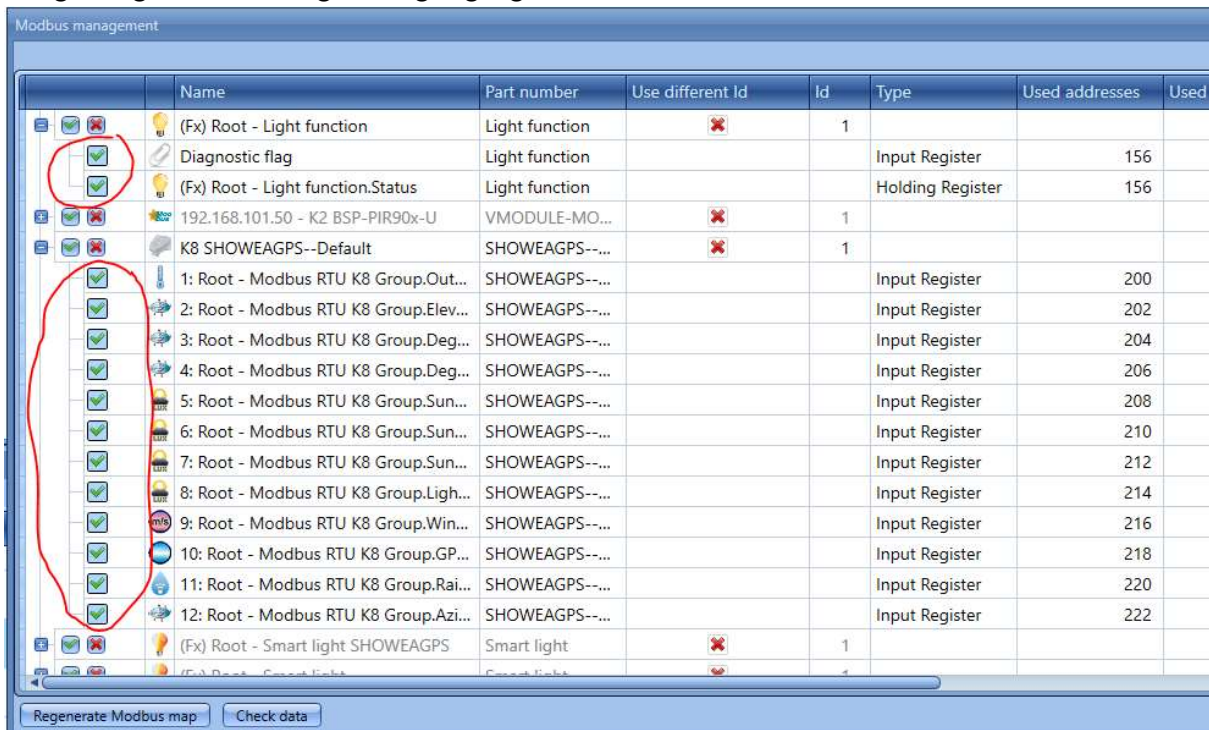 Modbus management
Name Part number Use different Id Id Type Used addresses Used
(Fx) Root - Light function Light function 1
Diagnostic flag Light function Input Register 156
(Fx) Root - Light function.Status Light function Holding Register 156
192.168.101.50 - K2 BSP-PIR90x-U VMODULE-MO... 1
K8 SHOWEAGPS--Default SHOWEAGPS--... 1
1: Root - Modbus RTU K8 Group.Out... SHOWEAGPS--... Input Register 200
2: Root - Modbus RTU K8 Group.Elev... SHOWEAGPS--... Input Register 202
3: Root - Modbus RTU K8 Group.Deg... SHOWEAGPS--... Input Register 204
4: Root - Modbus RTU K8 Group.Deg... SHOWEAGPS--... Input Register 206
5: Root - Modbus RTU K8 Group.Sun... SHOWEAGPS--... Input Register 208
6: Root - Modbus RTU K8 Group.Sun... SHOWEAGPS--... Input Register 210
7: Root - Modbus RTU K8 Group.Sun... SHOWEAGPS--... Input Register 212
8: Root - Modbus RTU K8 Group.Ligh... SHOWEAGPS--... Input Register 214
m/s 9: Root - Modbus RTU K8 Group.Win... SHOWEAGPS--... Input Register 216
10: Root - Modbus RTU K8 Group.GP... SHOWEAGPS--... Input Register 218
11: Root - Modbus RTU K8 Group.Rai... SHOWEAGPS--... Input Register 220
12: Root - Modbus RTU K8 Group.Azi... SHOWEAGPS--... Input Register 222
(Fx) Root - Smart light SHOWEAGPS Smart light 1
(Fx) Root - Smart light Smart light 1
Regenerate Modbus map Check data